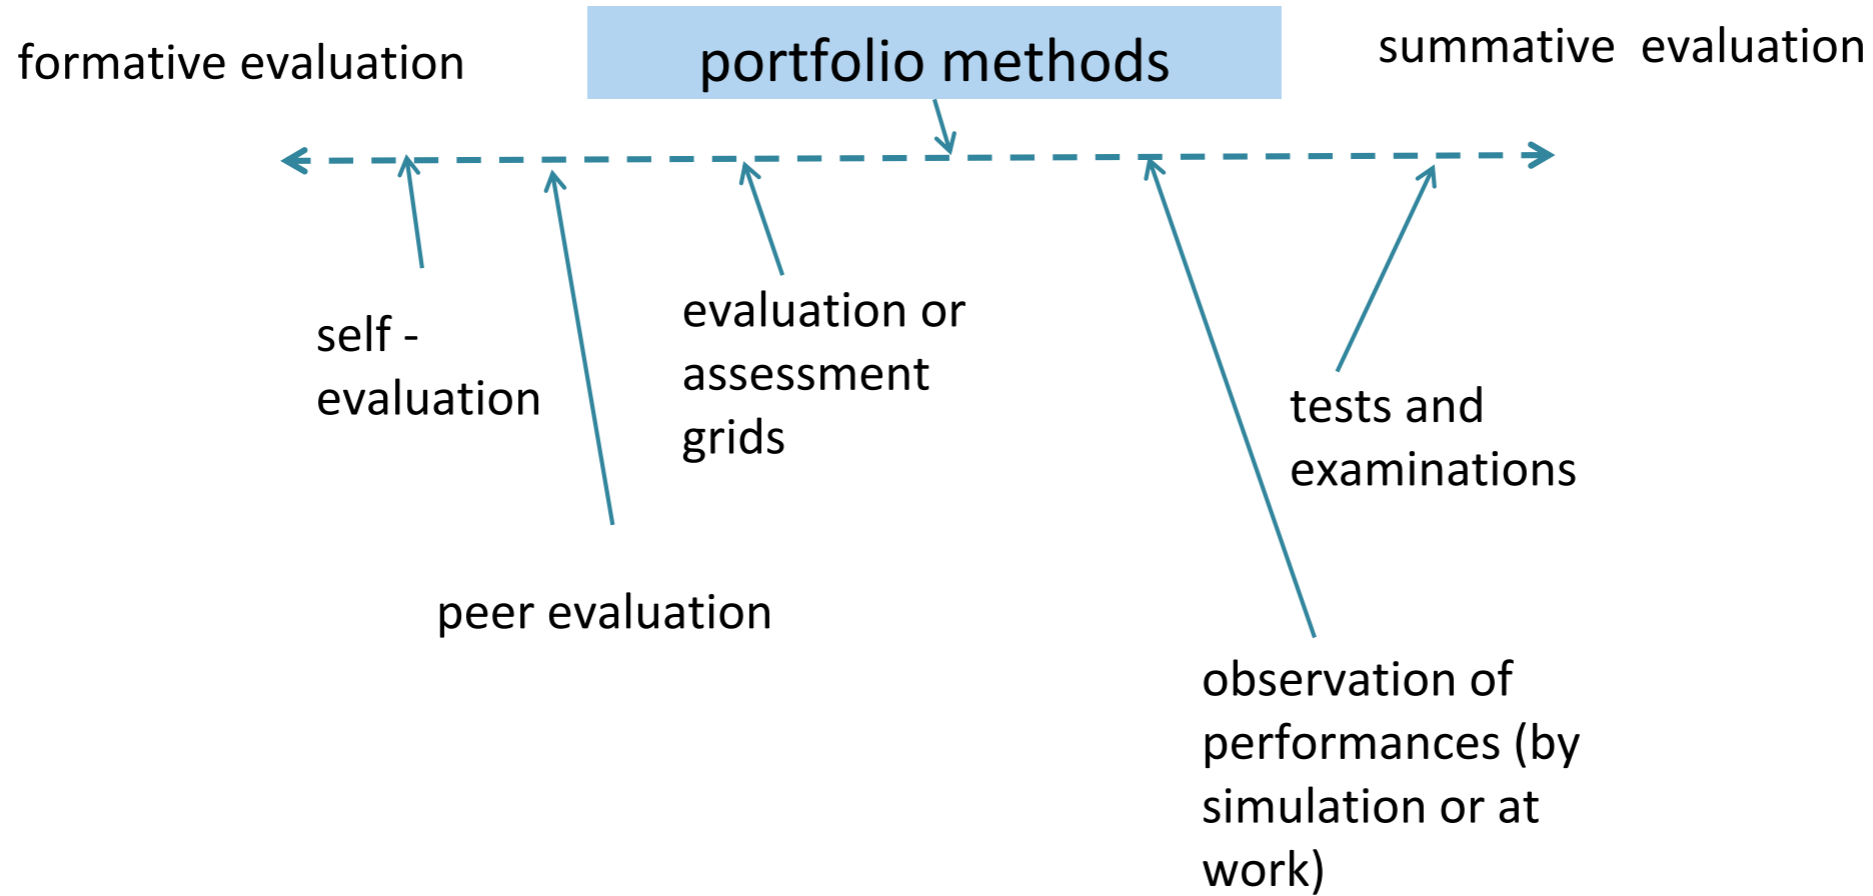 formative evaluation
portfolio methods
summative  evaluation
self -
evaluation
evaluation or
assessment
grids
tests and
examinations
peer evaluation
observation of
performances (by
simulation or at
work)